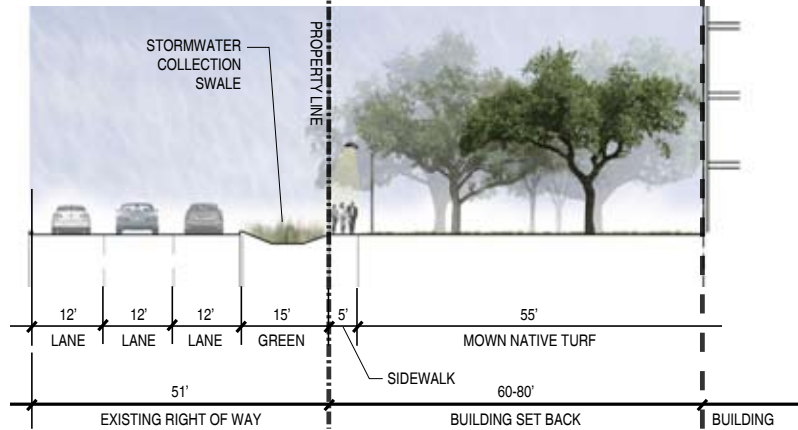 STORMWATER
COLLECTION
SWALE
PROPERTY LINE
12' 12' 12' 15' 5' 55'
LANE LANE LANE GREEN MOWN NATIVE TURF
SIDEWALK
51' 60-80'
EXISTING RIGHT OF WAY BUILDING SET BACK BUILDING